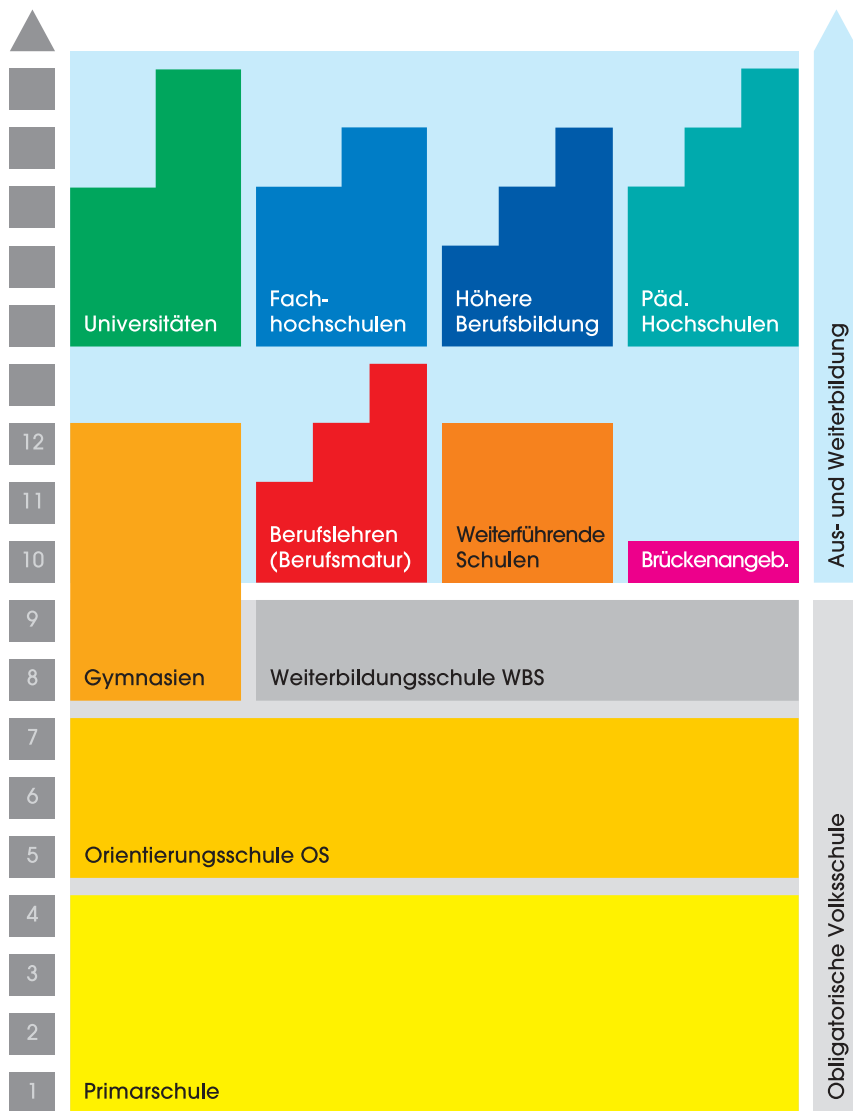 Universitäten
Fach-
hochschulen
Höhere
Berufsbildung
Päd.
Hochschulen
12
11
10
9
8
7
6
5
4
3
2
1
Berufslehren
(Berufsmatur)
Weiterführende
Schulen
Brückenangeb.
Gymnasien
Weiterbildungsschule WBS
Orientierungsschule OS
Primarschule
Aus- und Weiterbildung
Obligatorische Volksschule